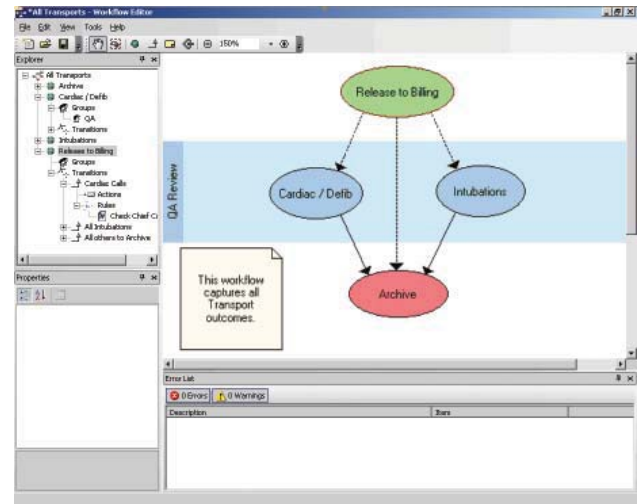 *All Transports - Workflow Editor
File Edit View Tools Help
150%
Explorer
All Transports
Archive
Cardiac / Defib
Groups
QA
Transitions
Intubations
Release to Billing
Groups
Transitions
Cardiac Calls
Actions
Rules
Check Chief C
All Intubations
All others to Archive
Properties
QA Review
Release to Billing
Cardiac / Defib
Intubations
Archive
This workflow
captures all
Transport
outcomes.
Error List
0 Errors
0 Warnings
Description
Item